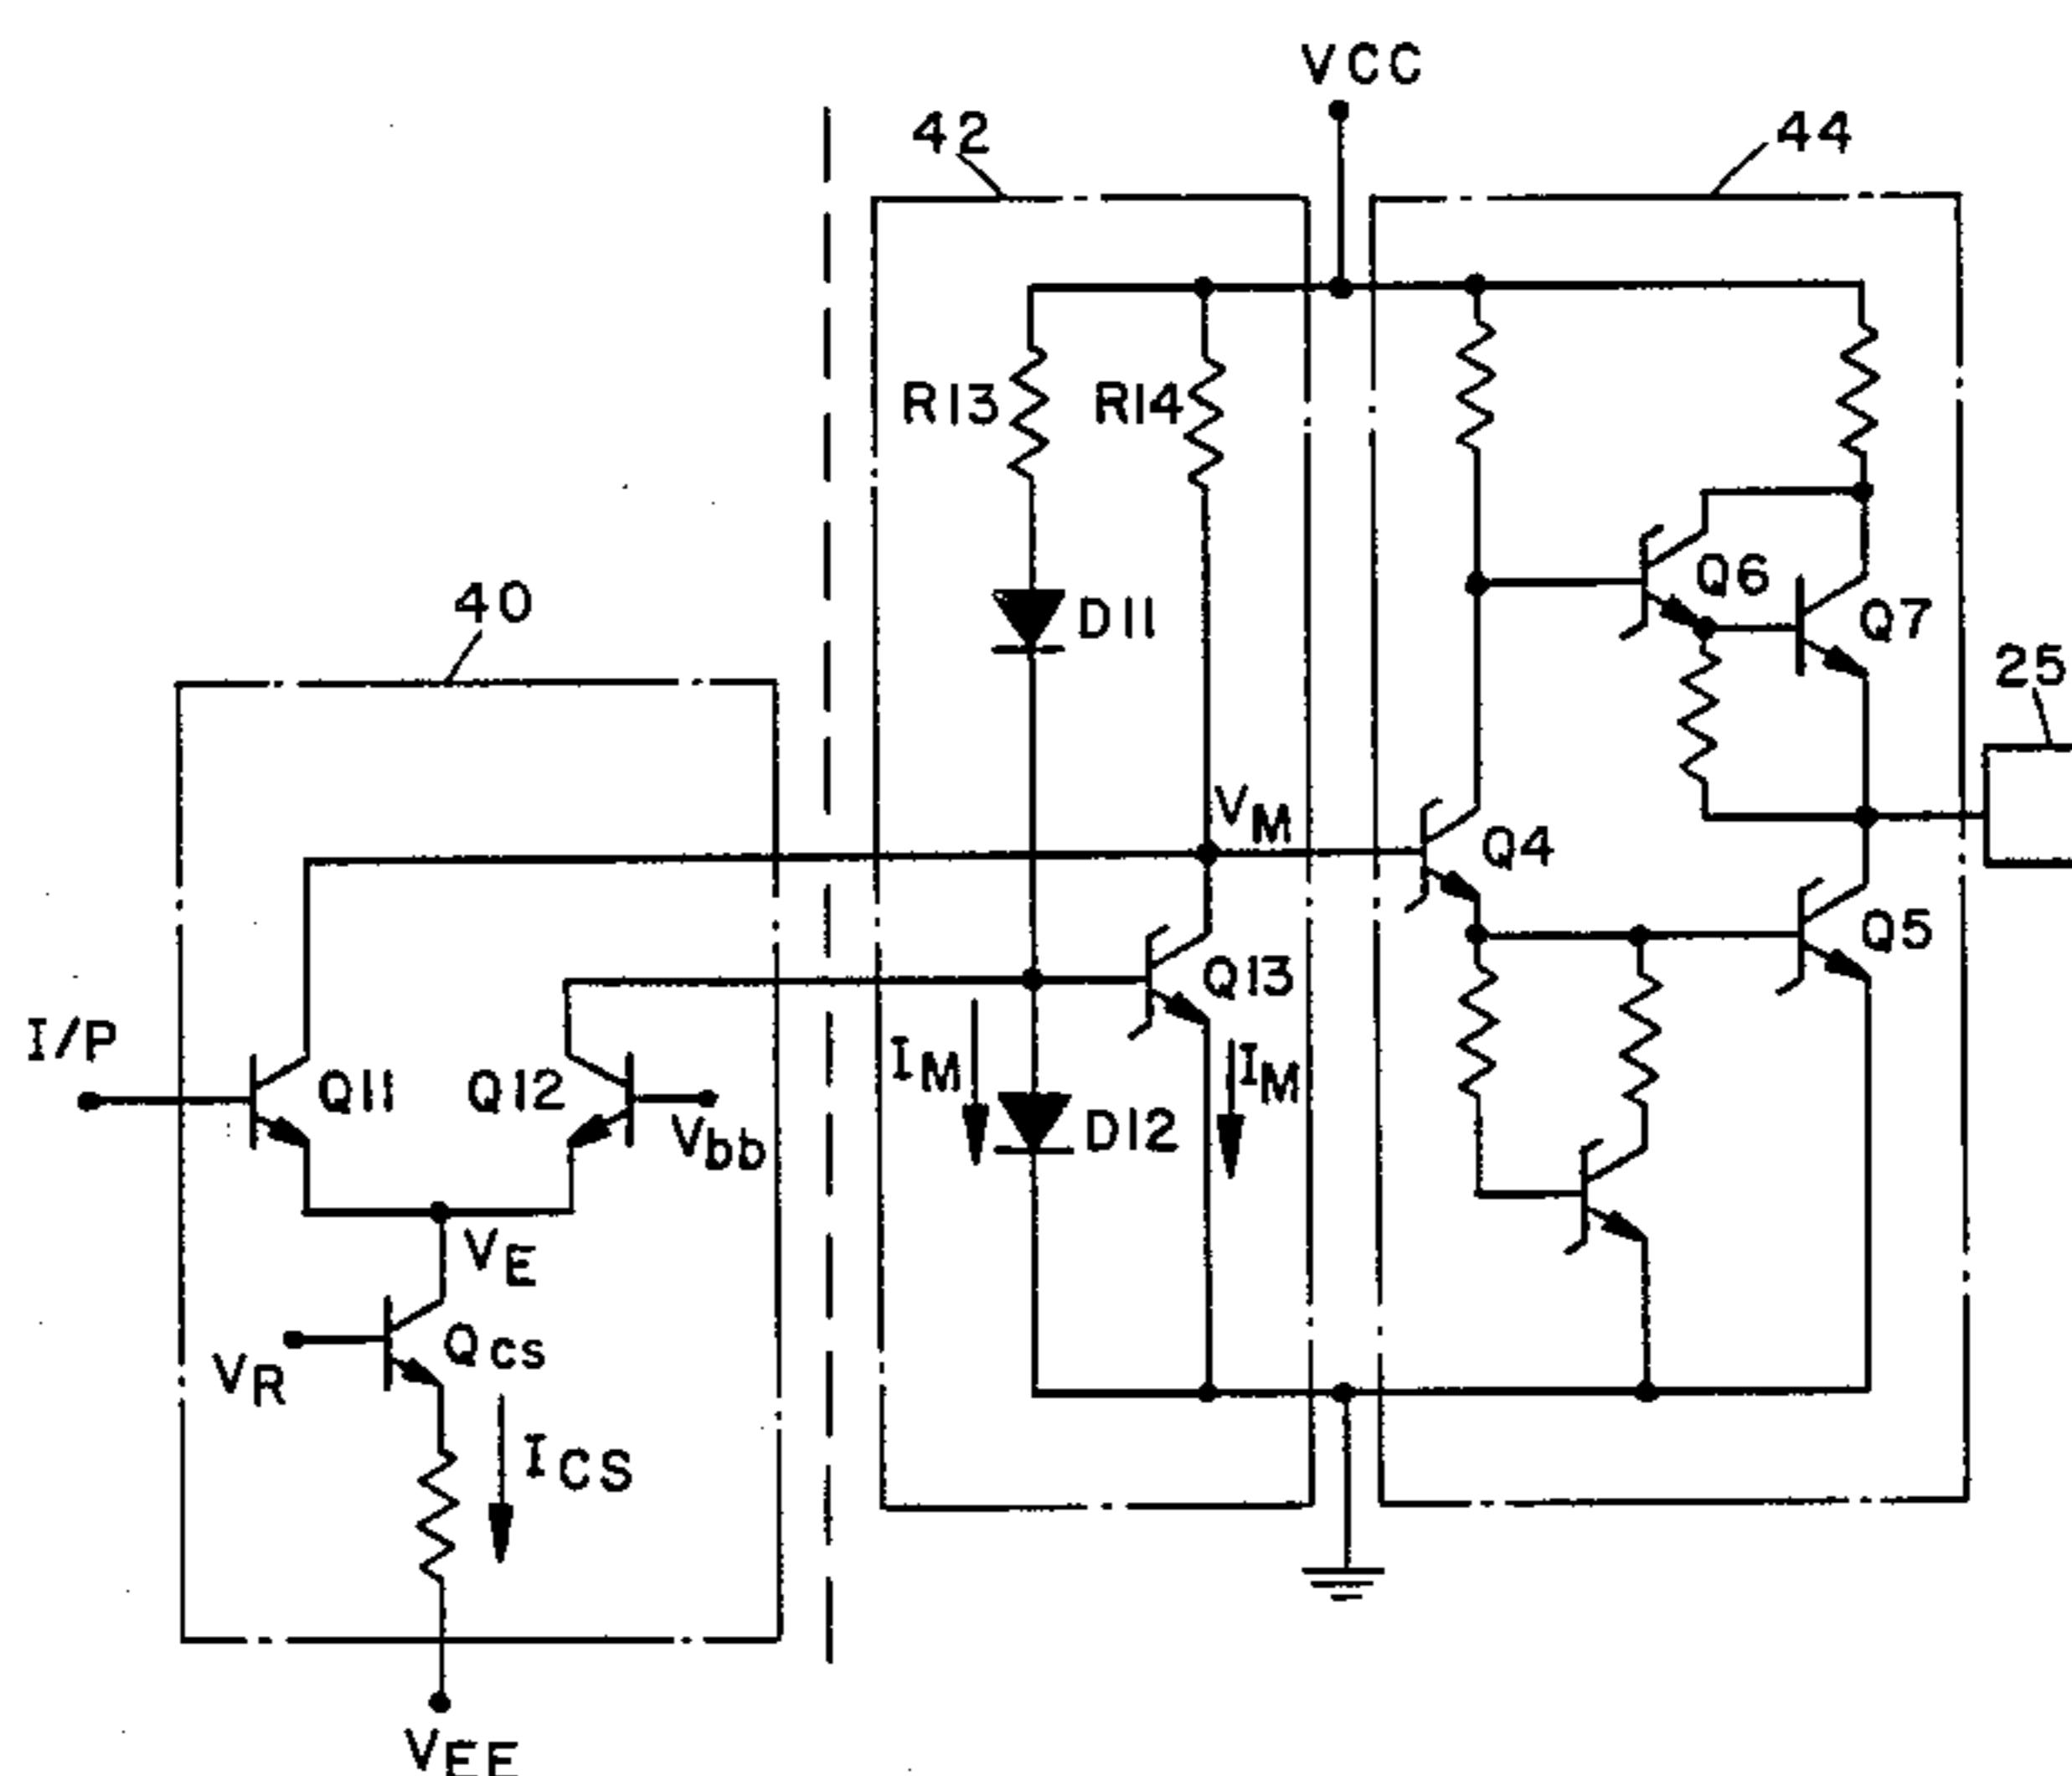 VCC
42
44
R13
R14
40
D11
Q6
Q7
25
VM
Q4
Q5
Q13
I/P
Q11
Q12
Vbb
IM
IM
D12
VE
VR
Qcs
ICS
VEE